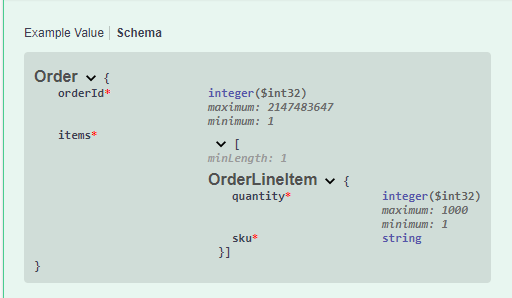 Example Value | Schema
Order {
orderId* integer($int32)
maximum: 2147483647
minimum: 1
items* [
minLength: 1
OrderLineItem {
quantity* integer($int32)
maximum: 1000
minimum: 1
sku* string
}]
}